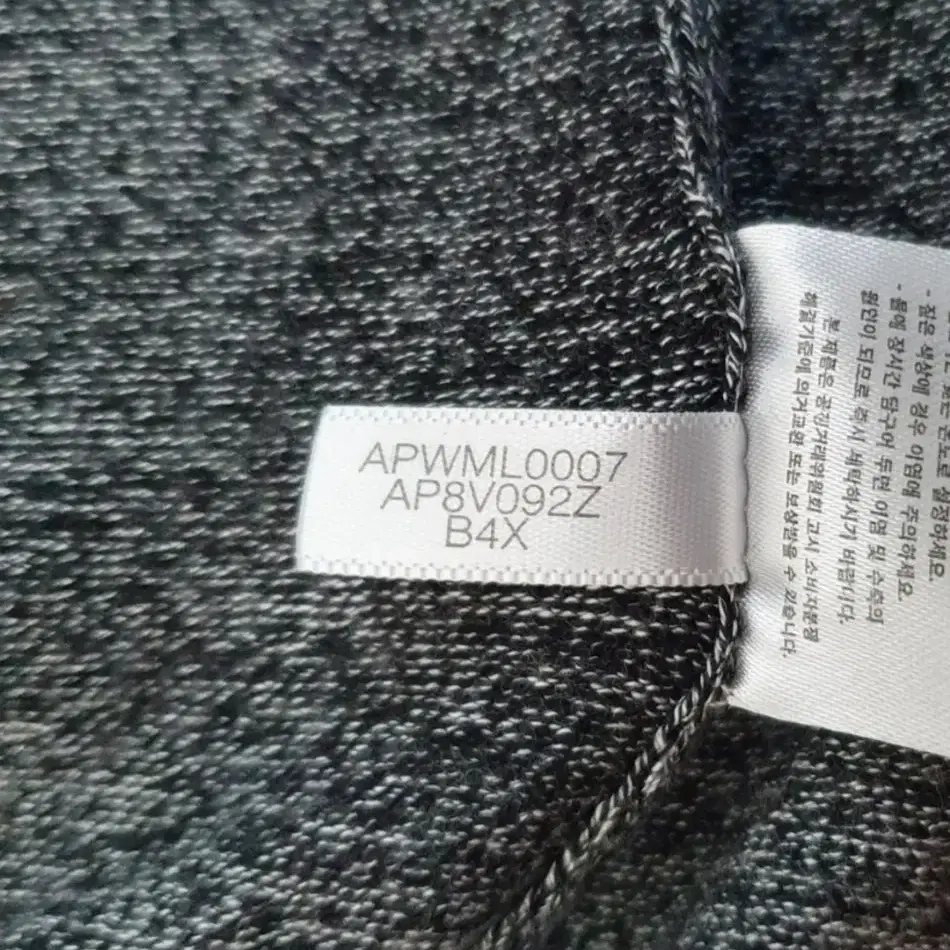 APWML0007
AP8V092Z
B4X
- 짙은 색상에 경우 이염에 주의하세요.
- 물에 장시간 담구어 두면 이염 및 수축의
원인이 되므로 즉시 세탁하시기 바랍니다.
본 제품은 공정거래위원회 고시 소비자분쟁
해결기준에 의거교환 또는 보상받을 수 있습니다.